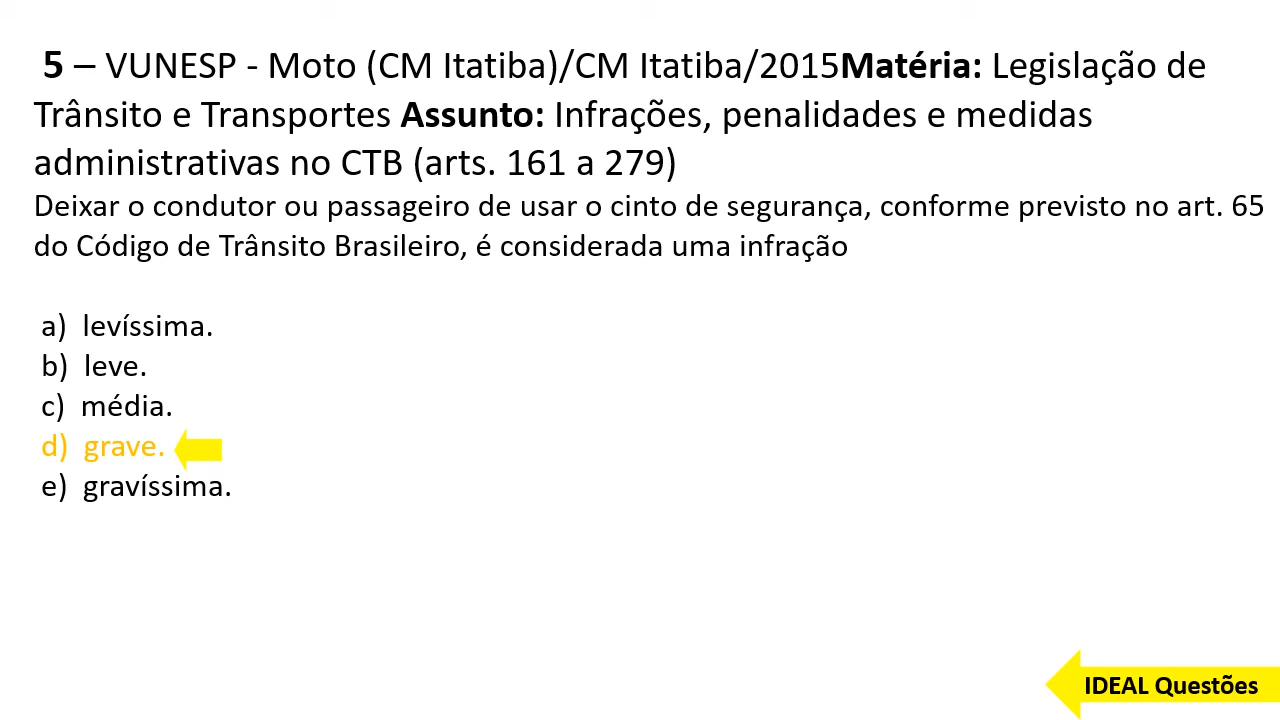 5 – VUNESP - Moto (CM Itatiba)/CM Itatiba/2015Matéria: Legislação de
Trânsito e Transportes Assunto: Infrações, penalidades e medidas
administrativas no CTB (arts. 161 a 279)
Deixar o condutor ou passageiro de usar o cinto de segurança, conforme previsto no art. 65
do Código de Trânsito Brasileiro, é considerada uma infração
a) levíssima.
b) leve.
c) média.
d) grave.
e) gravíssima.
IDEAL Questões